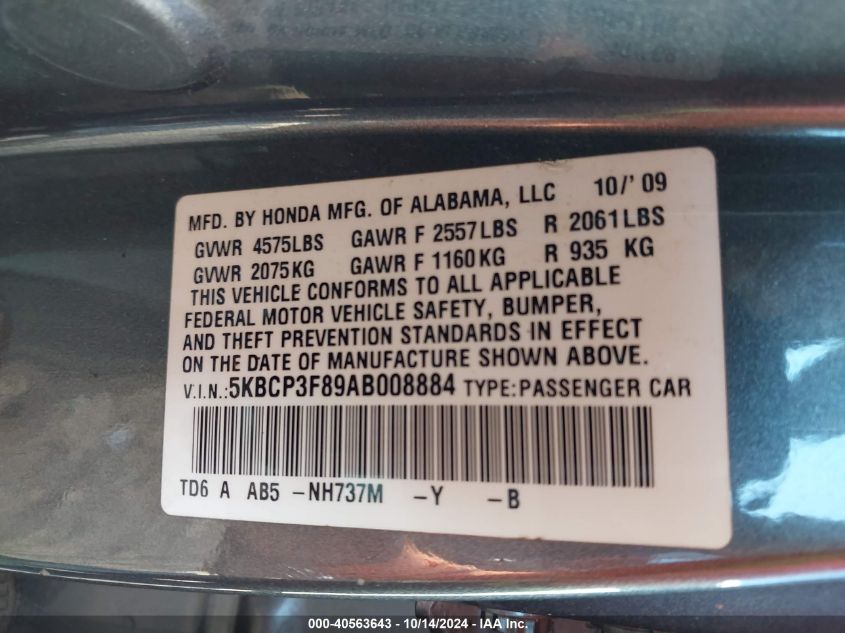 MFD. BY HONDA MFG. OF ALABAMA, LLC 10/'09
GVWR 4575LBS GAWR F 2557LBS R 2061LBS
GVWR 2075KG GAWR F 1160KG R 935 KG
THIS VEHICLE CONFORMS TO ALL APPLICABLE
FEDERAL MOTOR VEHICLE SAFETY, BUMPER,
AND THEFT PREVENTION STANDARDS IN EFFECT
ON THE DATE OF MANUFACTURE SHOWN ABOVE.
V.I.N.:5KBCP3F89AB008884 TYPE:PASSENGER CAR
TD6 A AB5 -NH737M -Y -B
000-40563643 - 10/14/2024 - IAA Inc.